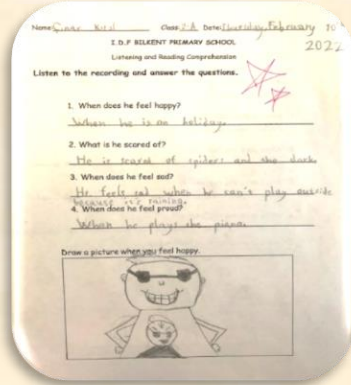 Name: Class: 2-A Date: Thursday, February 10th
2022
I.D.F BILKENT PRIMARY SCHOOL
Listening and Reading Comprehension
Listen to the recording and answer the questions.
1. When does he feel happy?
When he is on holiday.
2. What is he scared of?
He is scared of spiders and the dark.
3. When does he feel sad?
He feels sad when he can't play outside
because it's raining.
4. When does he feel proud?
When he plays the piano.
Draw a picture when you feel happy.